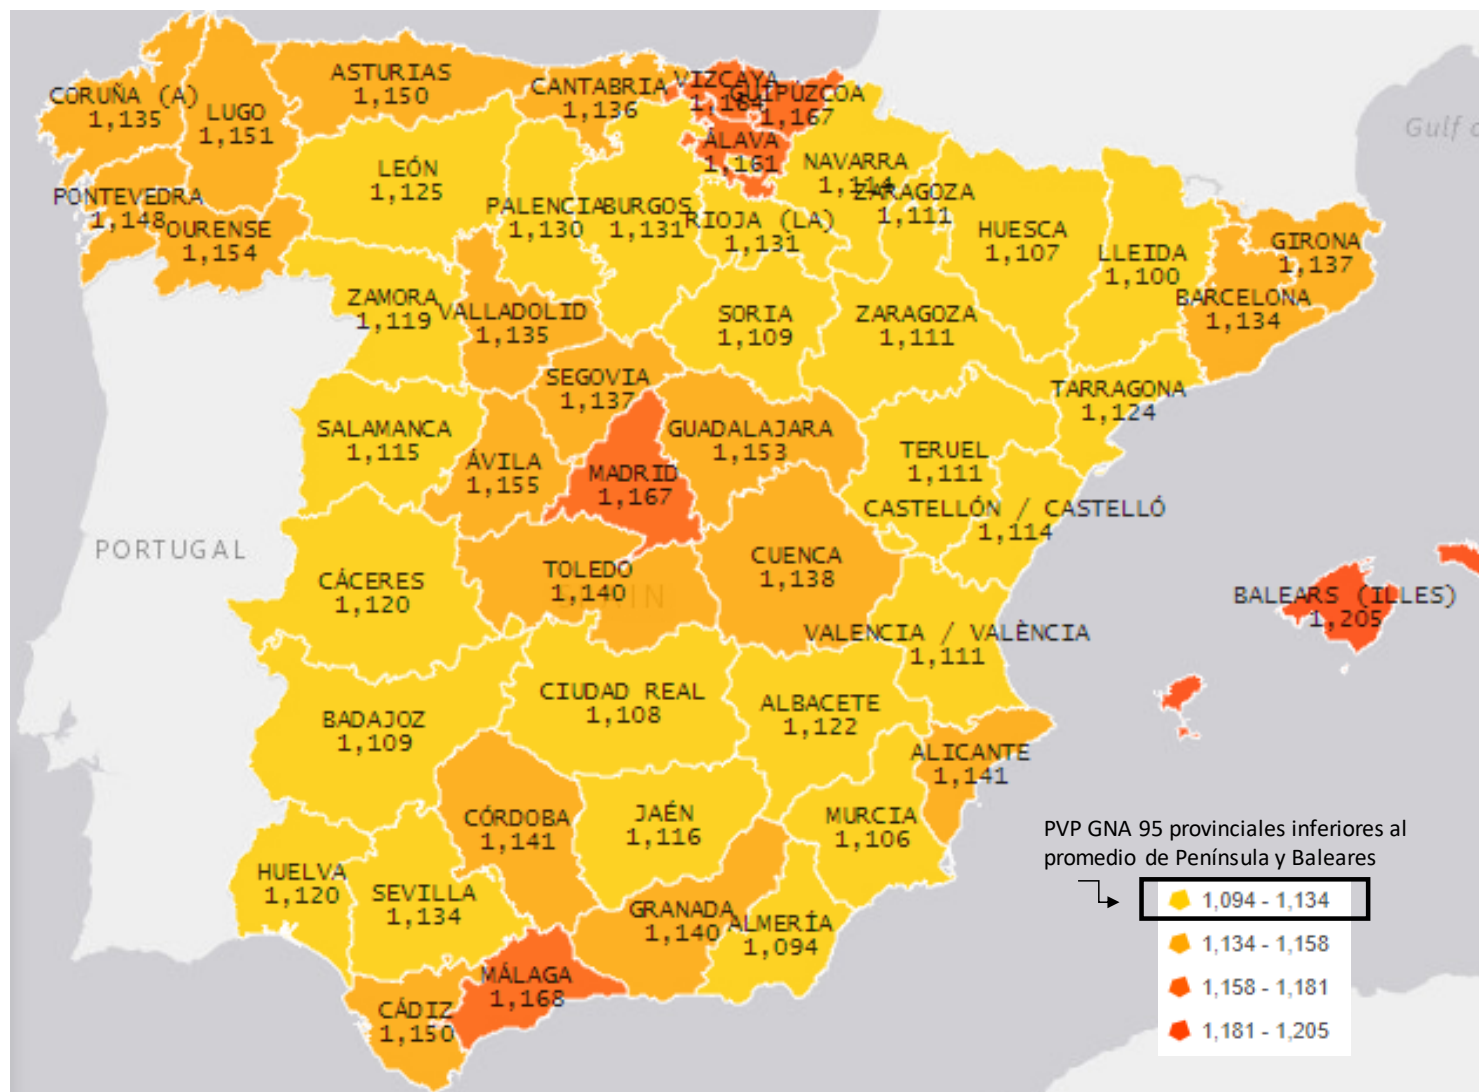 ASTURIAS
1,150
CANTABRIA
1,136
VIZCAYA
1,164
GUIPÚZCOA
1,167
CORUÑA (A)
1,135
LUGO
1,151
ÁLAVA
1,161
Gulf o
LEÓN
1,125
NAVARRA
1,114
ZARAGOZA
1,111
PONTEVEDRA
1,148
OURENSE
1,154
PALENCIA
1,130
BURGOS
1,131
RIOJA (LA)
1,131
HUESCA
1,107
LLEIDA
1,100
GIRONA
1,137
BARCELONA
1,134
ZAMORA
1,119
VALLADOLID
1,135
SORIA
1,109
ZARAGOZA
1,111
SEGOVIA
1,137
TARRAGONA
1,124
SALAMANCA
1,115
ÁVILA
1,155
MADRID
1,167
GUADALAJARA
1,153
TERUEL
1,111
CASTELLÓN / CASTELLÓ
1,114
PORTUGAL
CÁCERES
1,120
TOLEDO
1,140
CUENCA
1,138
BALEARS (ILLES)
1,205
VALENCIA / VALÈNCIA
1,111
BADAJOZ
1,109
CIUDAD REAL
1,108
ALBACETE
1,122
ALICANTE
1,141
CÓRDOBA
1,141
JAÉN
1,116
MURCIA
1,106
HUELVA
1,120
SEVILLA
1,134
GRANADA
1,140
ALMERÍA
1,094
MÁLAGA
1,168
CÁDIZ
1,150
PVP GNA 95 provinciales inferiores al
promedio de Península y Baleares
1,094 - 1,134
1,134 - 1,158
1,158 - 1,181
1,181 - 1,205